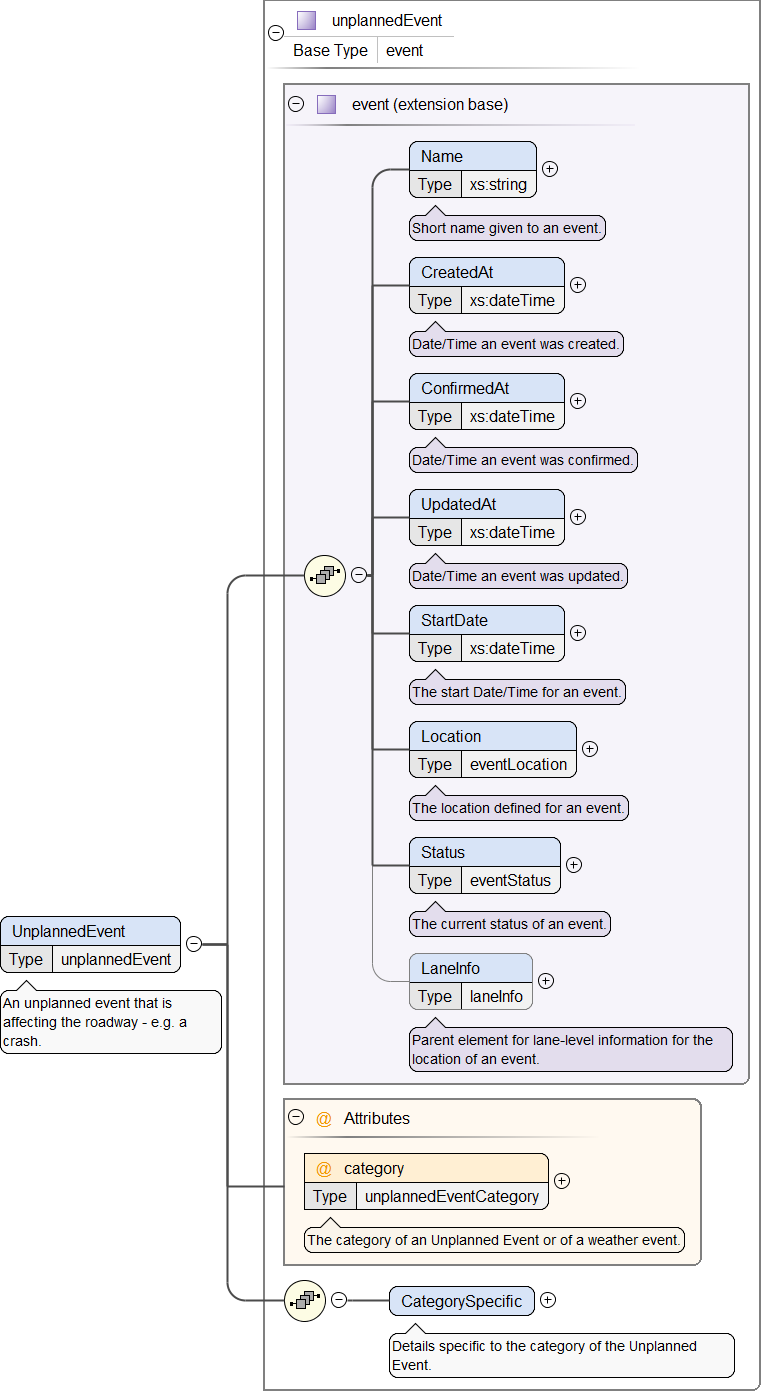 unplannedEvent
Base Type event
event (extension base)
Name
Type xs:string
Short name given to an event.
CreatedAt
Type xs:dateTime
Date/Time an event was created.
ConfirmedAt
Type xs:dateTime
Date/Time an event was confirmed.
UpdatedAt
Type xs:dateTime
Date/Time an event was updated.
StartDate
Type xs:dateTime
The start Date/Time for an event.
Location
Type eventLocation
The location defined for an event.
Status
Type eventStatus
The current status of an event.
LaneInfo
Type laneInfo
Parent element for lane-level information for the
location of an event.
UnplannedEvent
Type unplannedEvent
An unplanned event that is
affecting the roadway - e.g. a
crash.
@ Attributes
@ category
Type unplannedEventCategory
The category of an Unplanned Event or of a weather event.
CategorySpecific
Details specific to the category of the Unplanned
Event.